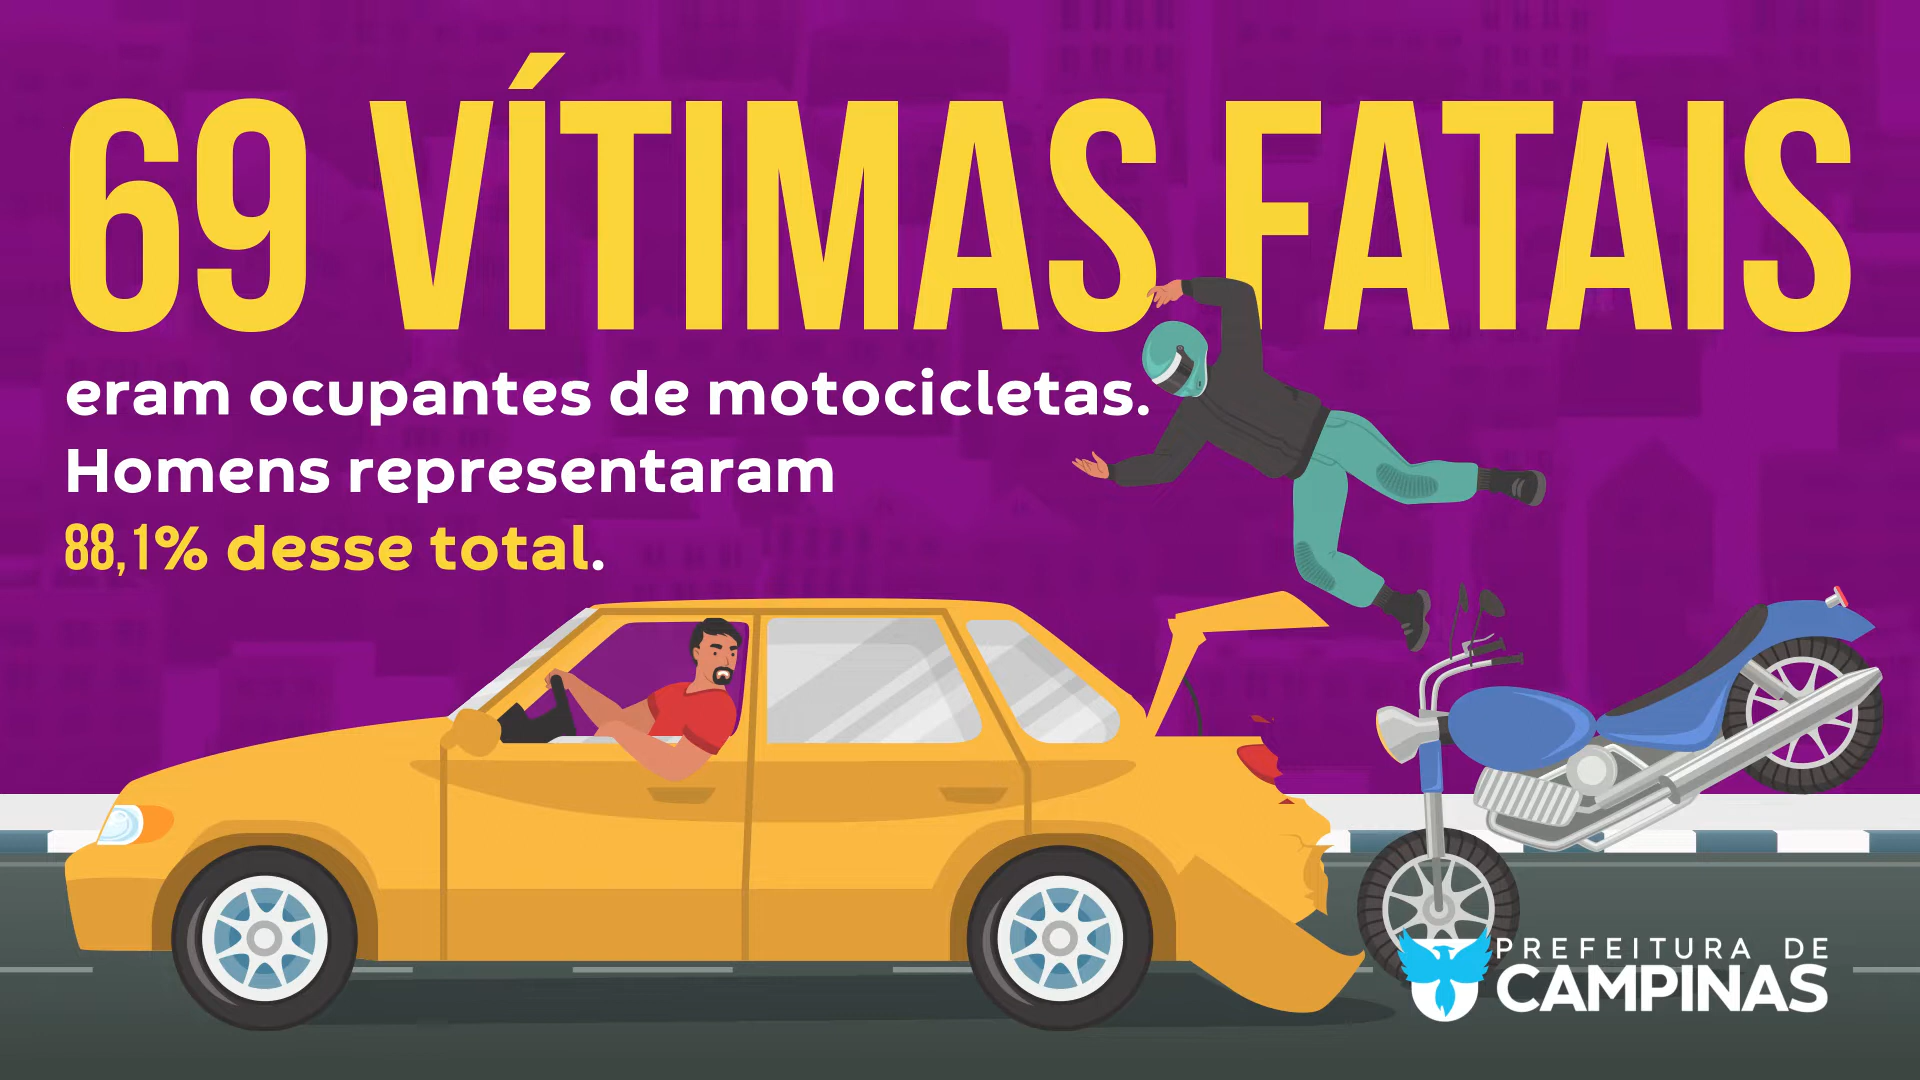 69 VÍTIMAS FATAIS
eram ocupantes de motocicletas.
Homens representaram
88,1% desse total.
PREFEITURA DE
CAMPINAS